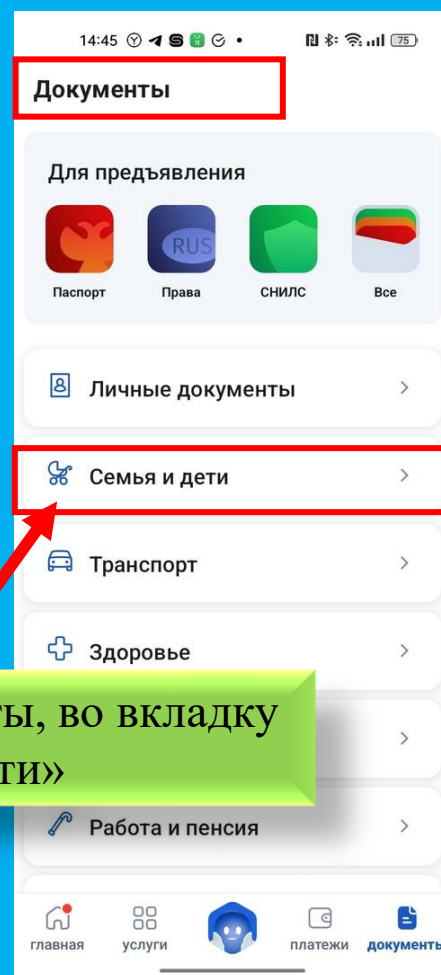 14:45
75
Документы
Для предъявления
RUS
Паспорт Права СНИЛС Все
Личные документы
Семья и дети
Транспорт
Здоровье
ты, во вкладку
ти»
Работа и пенсия
главная услуги платежи документы